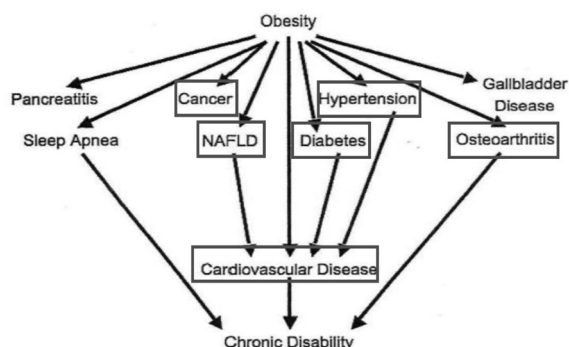 Obesity
Pancreatitis
Cancer
Hypertension
Gallbladder
Disease
Sleep Apnea
NAFLD
Diabetes
Osteoarthritis
Cardiovascular Disease
Chronic Disability